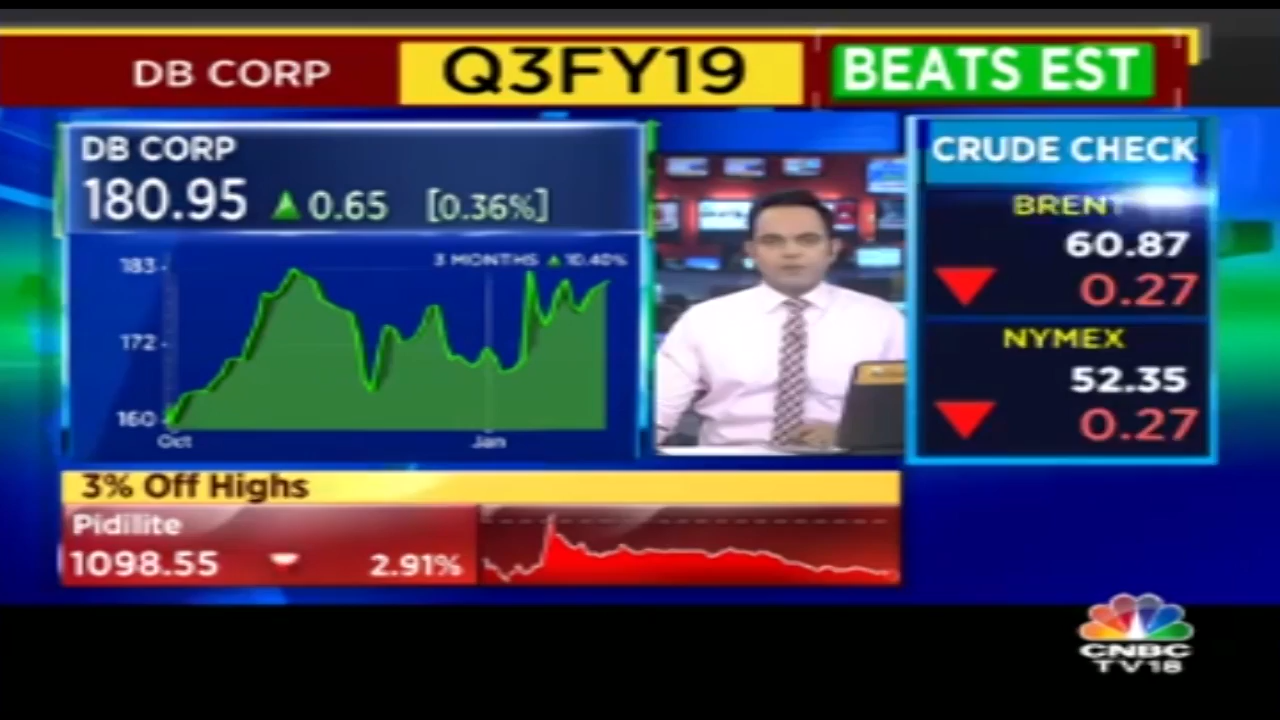 DB CORP Q3FY19 BEATS EST
DB CORP
180.95 ▲ 0.65 [0.36%]
3 MONTHS ▲ 10.40%
183
172
160
Oct Jan
CRUDE CHECK
BRENT
60.87
▼ 0.27
NYMEX
52.35
▼ 0.27
3% Off Highs
Pidilite
1098.55 ▼ 2.91%
CNBC
TV18